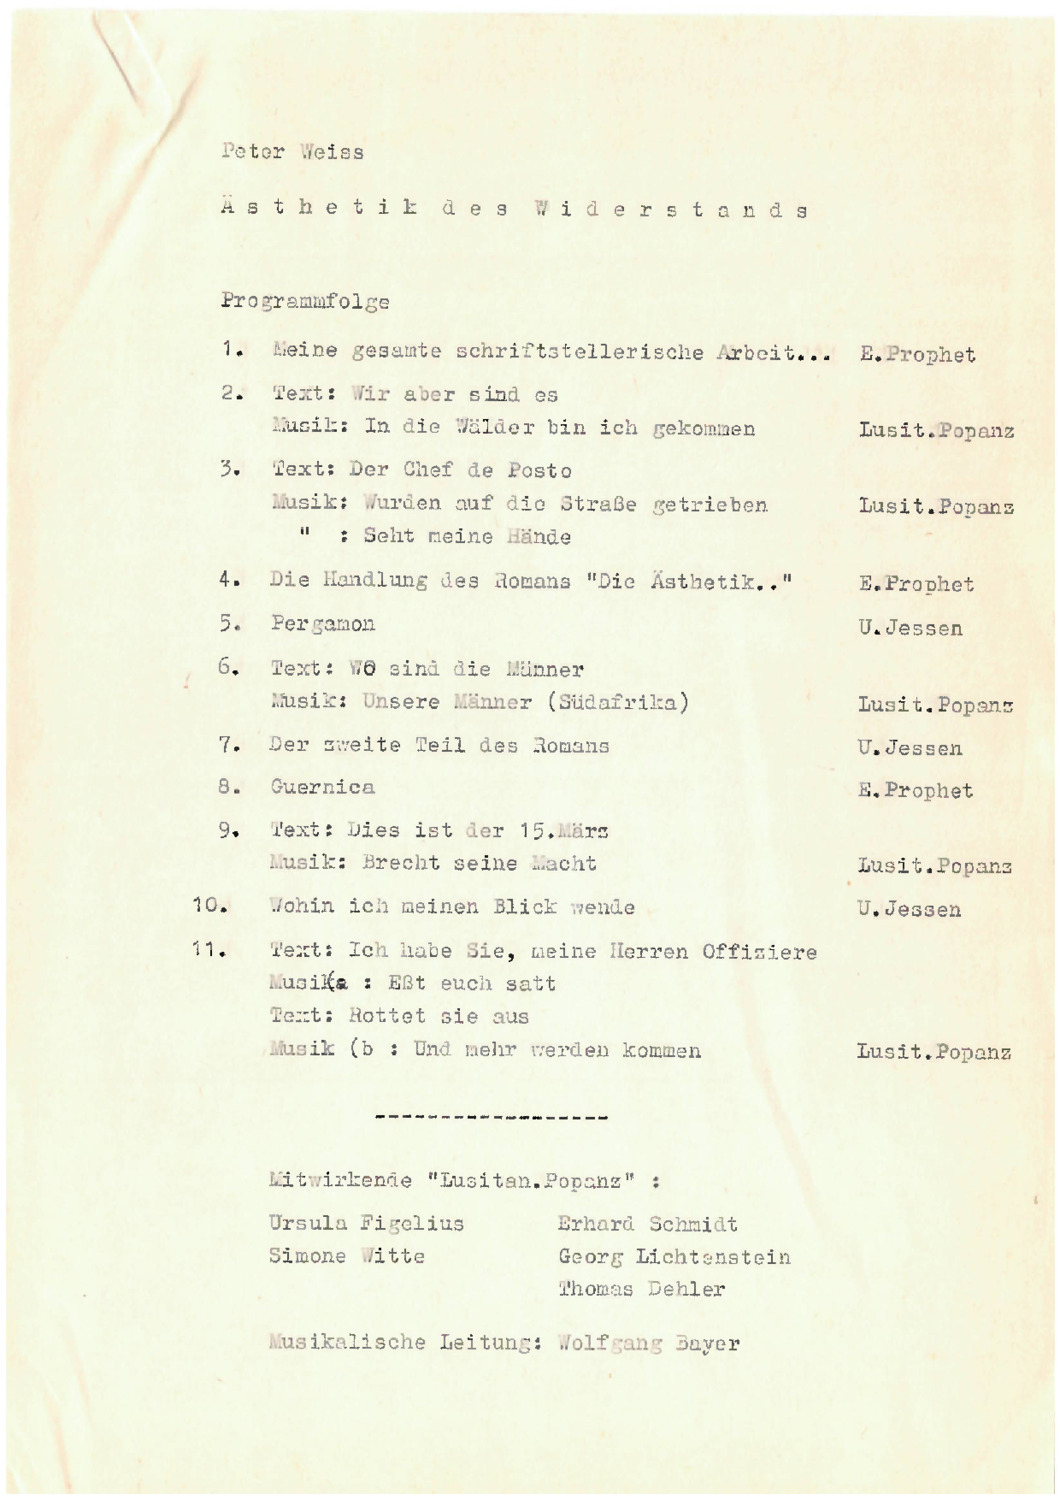 Peter Weiss
Ästhetik des Widerstands
Programmfolge
1. Meine gesamte schriftstellerische Arbeit... E.Prophet
2. Text: Wir aber sind es
Musik: In die Wälder bin ich gekommen Lusit.Popanz
3. Text: Der Chef de Posto
Musik: Wurden auf die Straße getrieben Lusit.Popanz
" : Seht meine Hände
4. Die Handlung des Romans "Die Ästhetik.." E.Prophet
5. Pergamon U.Jessen
6. Text: WO sind die Männer
Musik: Unsere Männer (Südafrika) Lusit.Popanz
7. Der zweite Teil des Romans U.Jessen
8. Guernica E.Prophet
9. Text: Dies ist der 15.März
Musik: Brecht seine Macht Lusit.Popanz
10. Wohin ich meinen Blick wende U.Jessen
11. Text: Ich habe Sie, meine Herren Offiziere
Musik(a : Eßt euch satt
Text: Rottet sie aus
Musik (b : Und mehr werden kommen Lusit.Popanz
------------------
Mitwirkende "Lusitan.Popanz" :
Ursula Figelius Erhard Schmidt
Simone Witte Georg Lichtenstein
Thomas Dehler
Musikalische Leitung: Wolfgang Bayer